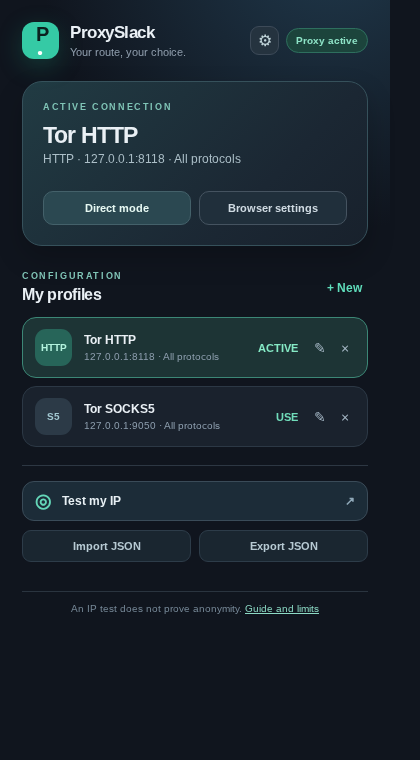 P
ProxySlack
Your route, your choice.
⚙ Proxy active
ACTIVE CONNECTION
Tor HTTP
HTTP · 127.0.0.1:8118 · All protocols
Direct mode
Browser settings
CONFIGURATION
My profiles
+ New
HTTP
Tor HTTP
127.0.0.1:8118 · All protocols
ACTIVE ✎ ×
S5
Tor SOCKS5
127.0.0.1:9050 · All protocols
USE ✎ ×
◎ Test my IP ↗
Import JSON
Export JSON
An IP test does not prove anonymity. Guide and limits